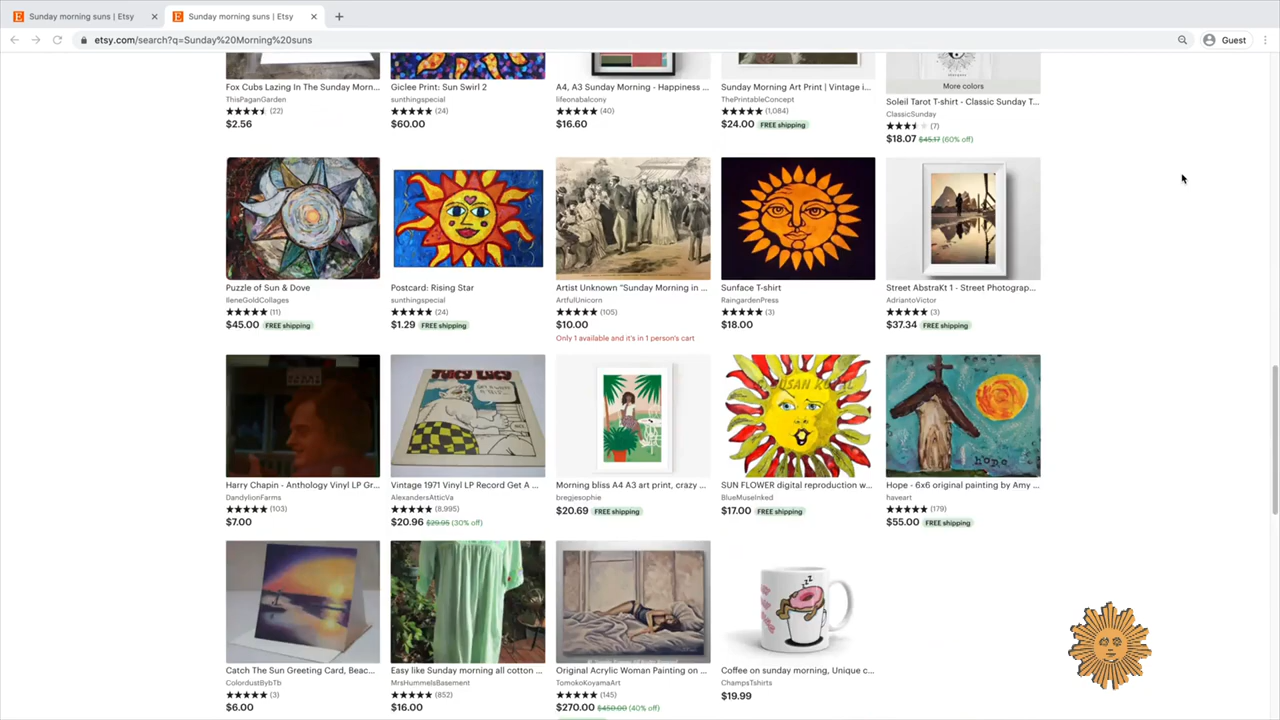 Sunday morning suns | Etsy
Sunday morning suns | Etsy
etsy.com/search?q=Sunday%20Morning%20suns
Guest
Fox Cubs Lazing In The Sunday Morn...
ThisPaganGarden
(22)
$2.56
Giclee Print: Sun Swirl 2
sunthingspecial
(24)
$60.00
A4, A3 Sunday Morning - Happiness ...
lifeonabalcony
(40)
$16.60
Sunday Morning Art Print | Vintage i...
ThePrintableConcept
(1,084)
$24.00 FREE shipping
More colors
Soleil Tarot T-shirt - Classic Sunday T...
ClassicSunday
(7)
$18.07 $45.17 (60% off)
Puzzle of Sun & Dove
IleneGoldCollages
(11)
$45.00 FREE shipping
Postcard: Rising Star
sunthingspecial
(24)
$1.29 FREE shipping
Artist Unknown "Sunday Morning in ...
ArtfulUnicorn
(105)
$10.00
Only 1 available and it's in 1 person's cart
Sunface T-shirt
RaingardenPress
(3)
$18.00
Street AbstraKt 1 - Street Photograp...
AdriantoVictor
(3)
$37.34 FREE shipping
Harry Chapin - Anthology Vinyl LP Gr...
DandylionFarms
(103)
$7.00
JUICY LUCY
Vintage 1971 Vinyl LP Record Get A ...
AlexandersAtticVa
(8,995)
$20.96 $29.95 (30% off)
Morning bliss A4 A3 art print, crazy ...
bregjesophie
$20.69 FREE shipping
SUN FLOWER digital reproduction w...
BlueMuseInked
$17.00 FREE shipping
hope
Hope - 6x6 original painting by Amy ...
haveart
(179)
$55.00 FREE shipping
Catch The Sun Greeting Card, Beac...
ColordustBybTb
(3)
$6.00
Easy like Sunday morning all cotton ...
MrsHummelsBasement
(852)
$16.00
Original Acrylic Woman Painting on ...
TomokoKoyamaArt
(145)
$270.00 $450.00 (40% off)
zzz
Coffee on sunday morning, Unique c...
ChampsTshirts
$19.99